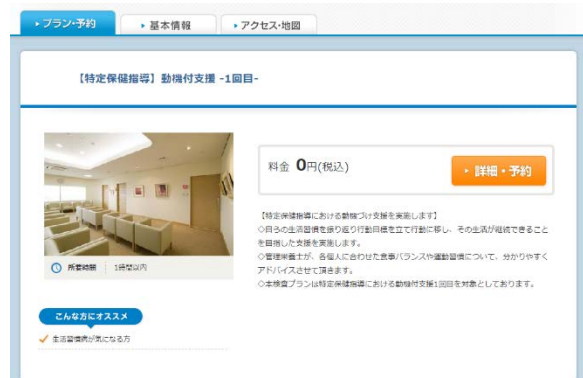 プラン・予約
基本情報
アクセス・地図
【特定保健指導】動機付支援 -1回目-
料金 0円(税込)
詳細・予約
【特定保健指導における動機づけ支援を実施します】
◇自らの生活習慣を振り返り行動目標を立て行動に移し、その生活が継続できること
を目指した支援を実施します。
◇管理栄養士が、各個人に合わせた食事バランスや運動習慣について、分かりやすく
アドバイスさせて頂きます。
◇本検査プランは特定保健指導における動機付支援1回目を対象としております。
所要時間 1時間以内
こんな方にオススメ
生活習慣病が気になる方